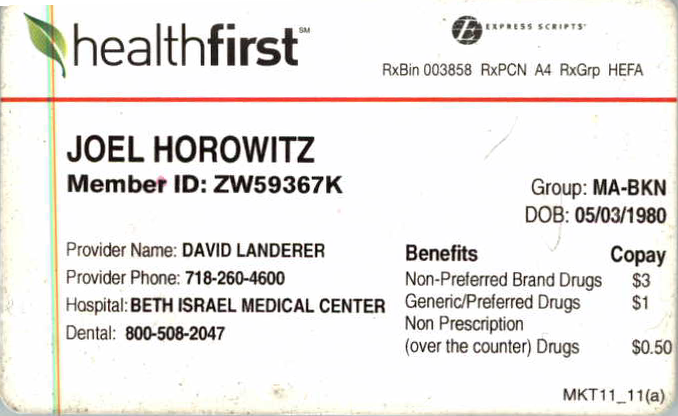 healthfirst℠
EXPRESS SCRIPTS®
RxBin 003858 RxPCN A4 RxGrp HEFA
JOEL HOROWITZ
Member ID: ZW59367K
Group: MA-BKN
DOB: 05/03/1980
Provider Name: DAVID LANDERER
Provider Phone: 718-260-4600
Hospital: BETH ISRAEL MEDICAL CENTER
Dental: 800-508-2047
Benefits Copay
Non-Preferred Brand Drugs $3
Generic/Preferred Drugs $1
Non Prescription
(over the counter) Drugs $0.50
MKT11_11(a)